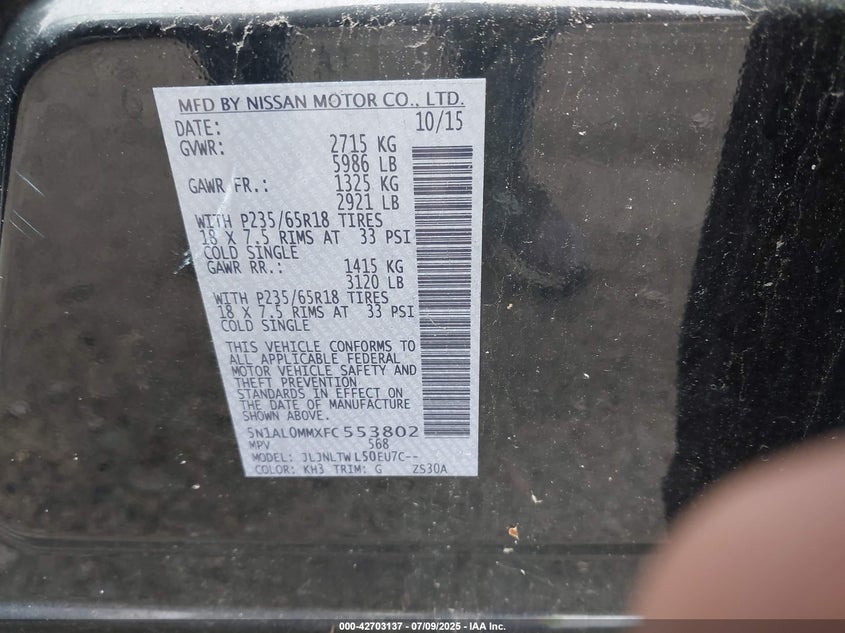 MFD BY NISSAN MOTOR CO., LTD.
DATE: 10/15
GVWR: 2715 KG
5986 LB
GAWR FR.: 1325 KG
2921 LB
WITH P235/65R18 TIRES
18 X 7.5 RIMS AT 33 PSI
COLD SINGLE
GAWR RR.: 1415 KG
3120 LB
WITH P235/65R18 TIRES
18 X 7.5 RIMS AT 33 PSI
COLD SINGLE
THIS VEHICLE CONFORMS TO
ALL APPLICABLE FEDERAL
MOTOR VEHICLE SAFETY AND
THEFT PREVENTION
STANDARDS IN EFFECT ON
THE DATE OF MANUFACTURE
SHOWN ABOVE.
5N1AL0MMXFC553802
MPV 568
MODEL: JLJNLTWL50EU7C--
COLOR: KH3 TRIM: G ZS30A
000-42703137 - 07/09/2025 - IAA Inc.